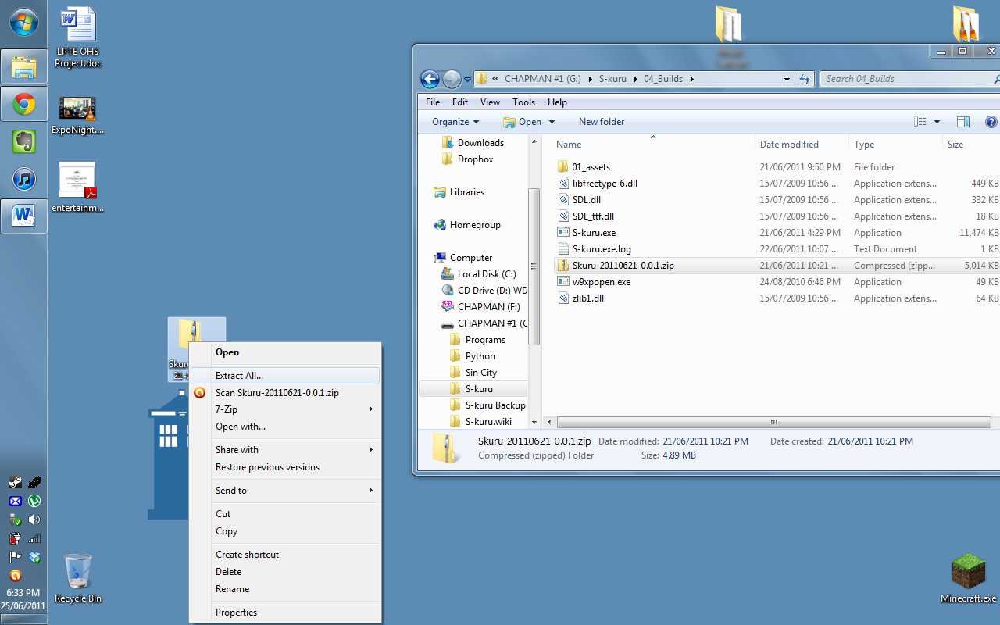 LPTE OHS
Project.doc
ExpoNight....
entertainm...
Recycle Bin
Minecraft.exe
6:33 PM
25/06/2011
Skuru
21-0
Open
Extract All...
Scan Skuru-20110621-0.0.1.zip
7-Zip
Open with...
Share with
Restore previous versions
Send to
Cut
Copy
Create shortcut
Delete
Rename
Properties
« CHAPMAN #1 (G:) S-kuru 04_Builds
Search 04_Builds
File Edit View Tools Help
Organize Open New folder
Downloads
Dropbox
Libraries
Homegroup
Computer
Local Disk (C:)
CD Drive (D:) WD
CHAPMAN (F:)
CHAPMAN #1 (G
Programs
Python
Sin City
S-kuru
S-kuru Backup
S-kuru.wiki
Name Date modified Type Size
01_assets 21/06/2011 9:50 PM File folder
libfreetype-6.dll 15/07/2009 10:56 ... Application extens... 449 KB
SDL.dll 15/07/2009 10:56 ... Application extens... 332 KB
SDL_ttf.dll 15/07/2009 10:56 ... Application extens... 18 KB
S-kuru.exe 21/06/2011 4:29 PM Application 11,474 KB
S-kuru.exe.log 22/06/2011 10:07 ... Text Document 1 KB
Skuru-20110621-0.0.1.zip 21/06/2011 10:21 ... Compressed (zipp... 5,014 KB
w9xpopen.exe 24/08/2010 6:46 PM Application 49 KB
zlib1.dll 15/07/2009 10:56 ... Application extens... 64 KB
Skuru-20110621-0.0.1.zip Date modified: 21/06/2011 10:21 PM Date created: 21/06/2011 10:21 PM
Compressed (zipped) Folder Size: 4.89 MB